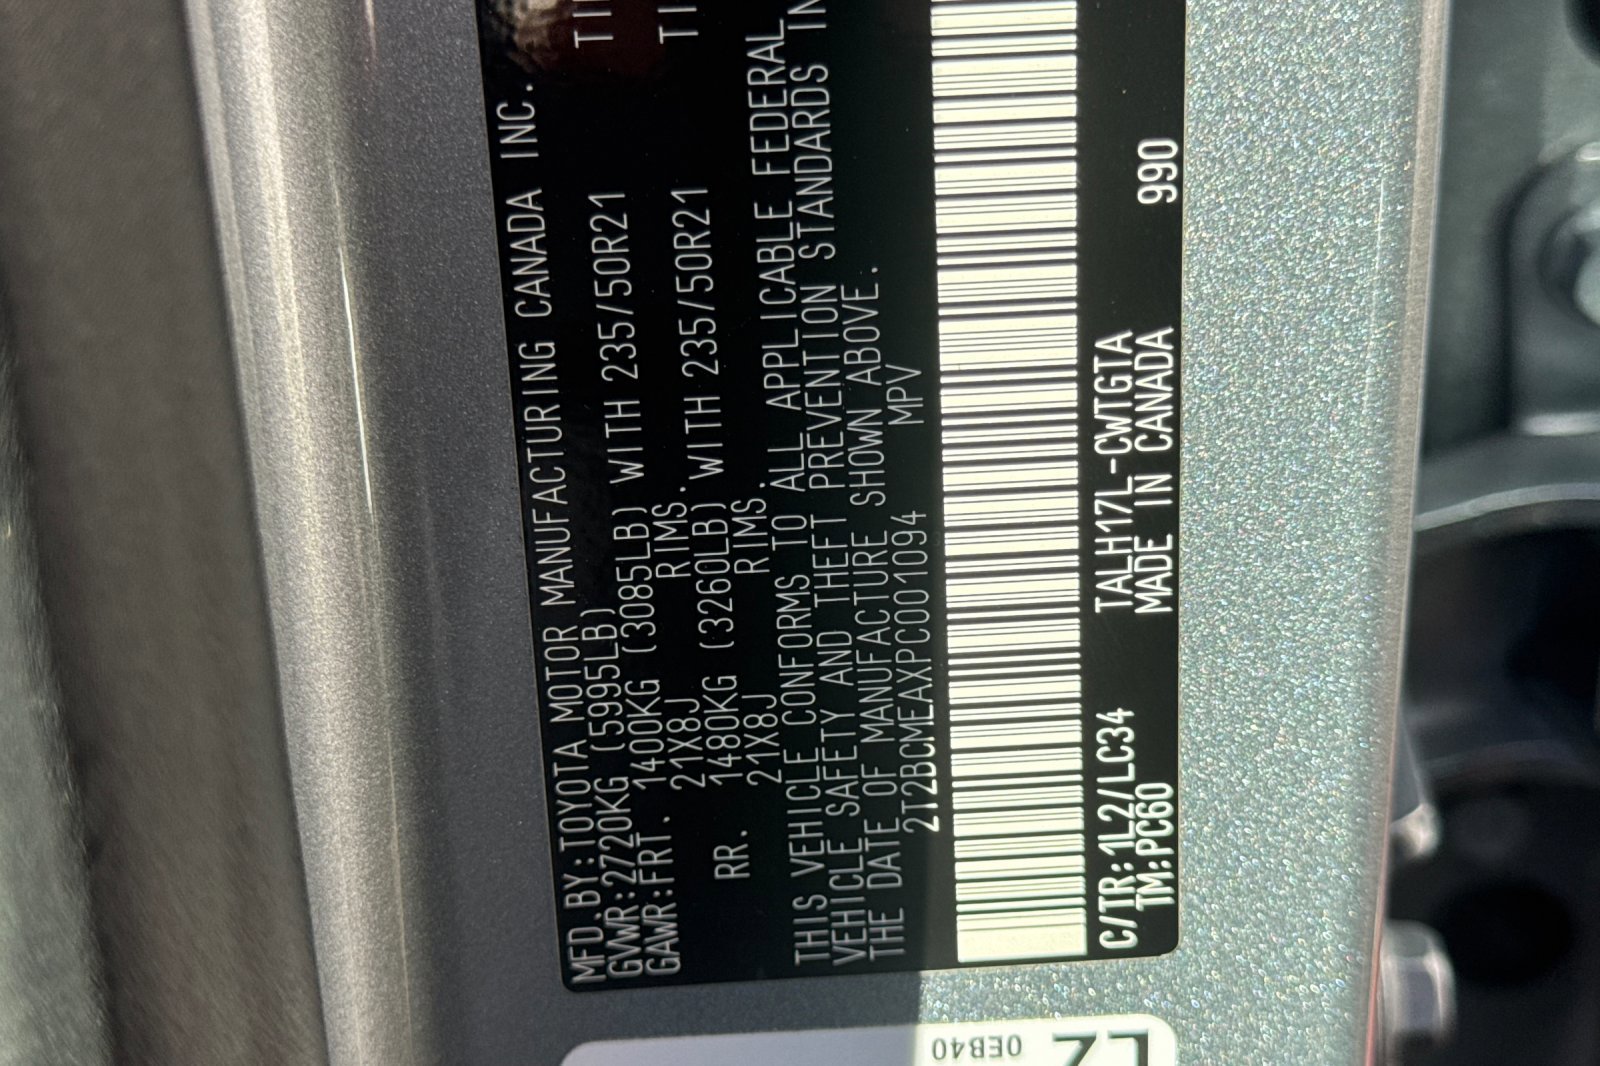 MFD.BY:TOYOTA MOTOR MANUFACTURING CANADA INC.
GVWR:2720KG (5995LB)
GAWR:FRT. 1400KG (3085LB) WITH 235/50R21
21X8J RIMS.
RR. 1480KG (3260LB) WITH 235/50R21
21X8J RIMS.
THIS VEHICLE CONFORMS TO ALL APPLICABLE FEDERAL
VEHICLE SAFETY AND THEFT PREVENTION STANDARDS IN
THE DATE OF MANUFACTURE SHOWN ABOVE.
2T2BCMEAXPC001094 MPV
C/TR:1L2/LC34 TALH17L-CWTGTA 990
TM:PC60 MADE IN CANADA
0EB40